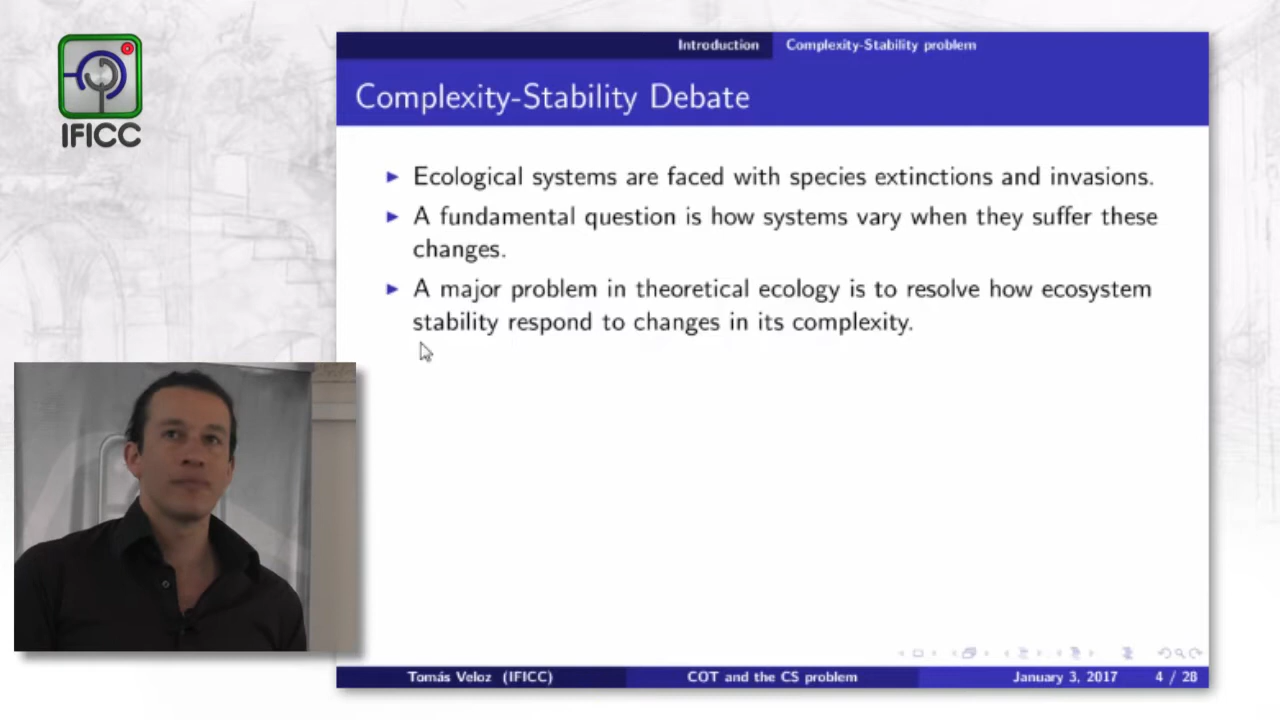 IFICC
Introduction Complexity-Stability problem
Complexity-Stability Debate
Ecological systems are faced with species extinctions and invasions.
A fundamental question is how systems vary when they suffer these
changes.
A major problem in theoretical ecology is to resolve how ecosystem
stability respond to changes in its complexity.
Tomás Veloz (IFICC) COT and the CS problem January 3, 2017 4 / 28